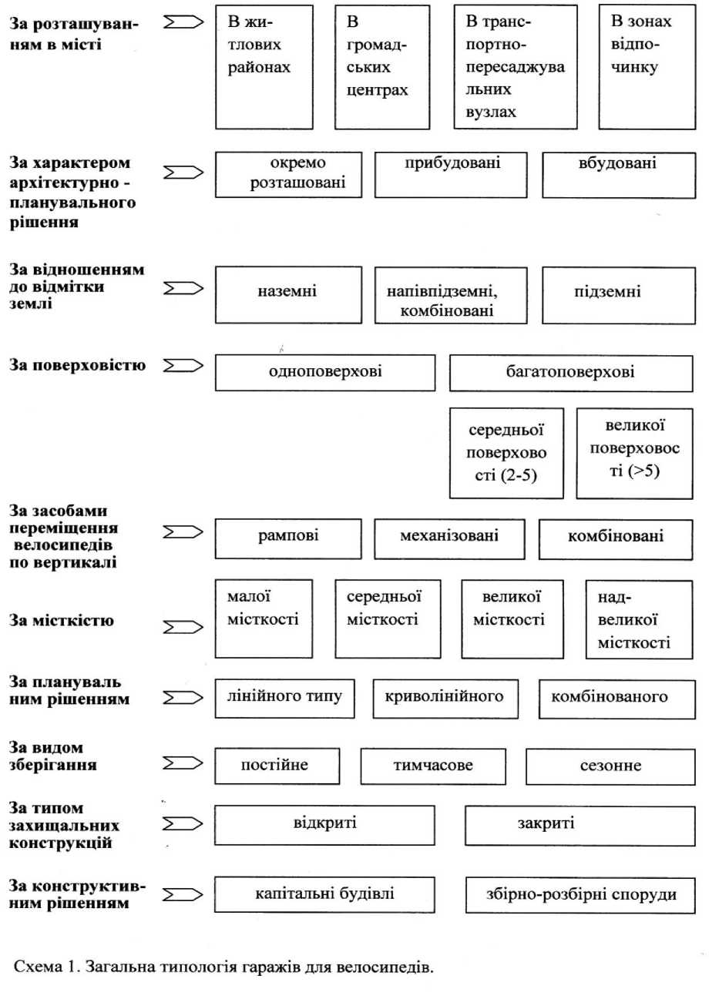 За розташуван-
ням в місті
В жи-
тлових
районах
В
громад-
ських
центрах
В транс-
портно-
пересаджува
льних
вузлах
В зонах
відпо-
чинку
За характером
архітектурно -
планувального
рішення
окремо
розташовані
прибудовані
вбудовані
За відношенням
до відмітки
землі
наземні
напівпідземні,
комбіновані
підземні
За поверховістю
одноповерхові
багатоповерхові
середньої
поверхово
сті (2-5)
великої
поверховос
ті (>5)
За засобами
переміщення
велосипедів
по вертикалі
рампові
механізовані
комбіновані
За місткістю
малої
місткості
середньої
місткості
великої
місткості
над-
великої
місткості
За плануваль
ним рішенням
лінійного типу
криволінійного
комбінованого
За видом
зберігання
постійне
тимчасове
сезонне
За типом
захищальних
конструкцій
відкриті
закриті
За конструктив-
ним рішенням
капітальні будівлі
збірно-розбірні споруди
Схема 1. Загальна типологія гаражів для велосипедів.